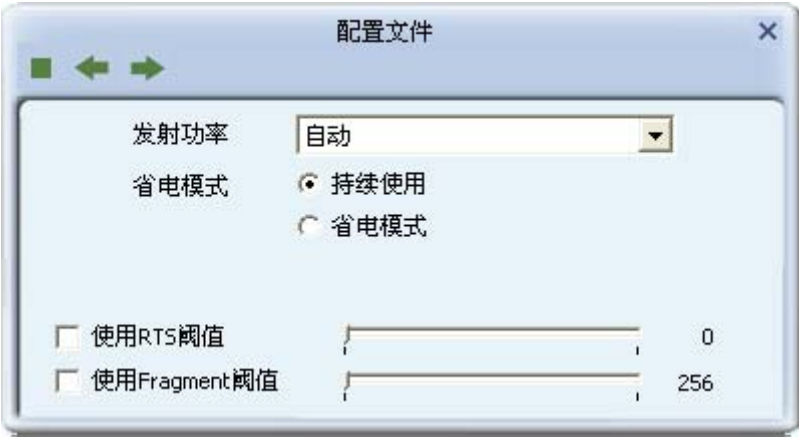 配置文件
发射功率 自动
省电模式 持续使用
省电模式
使用RTS阈值 0
使用Fragment阈值 256